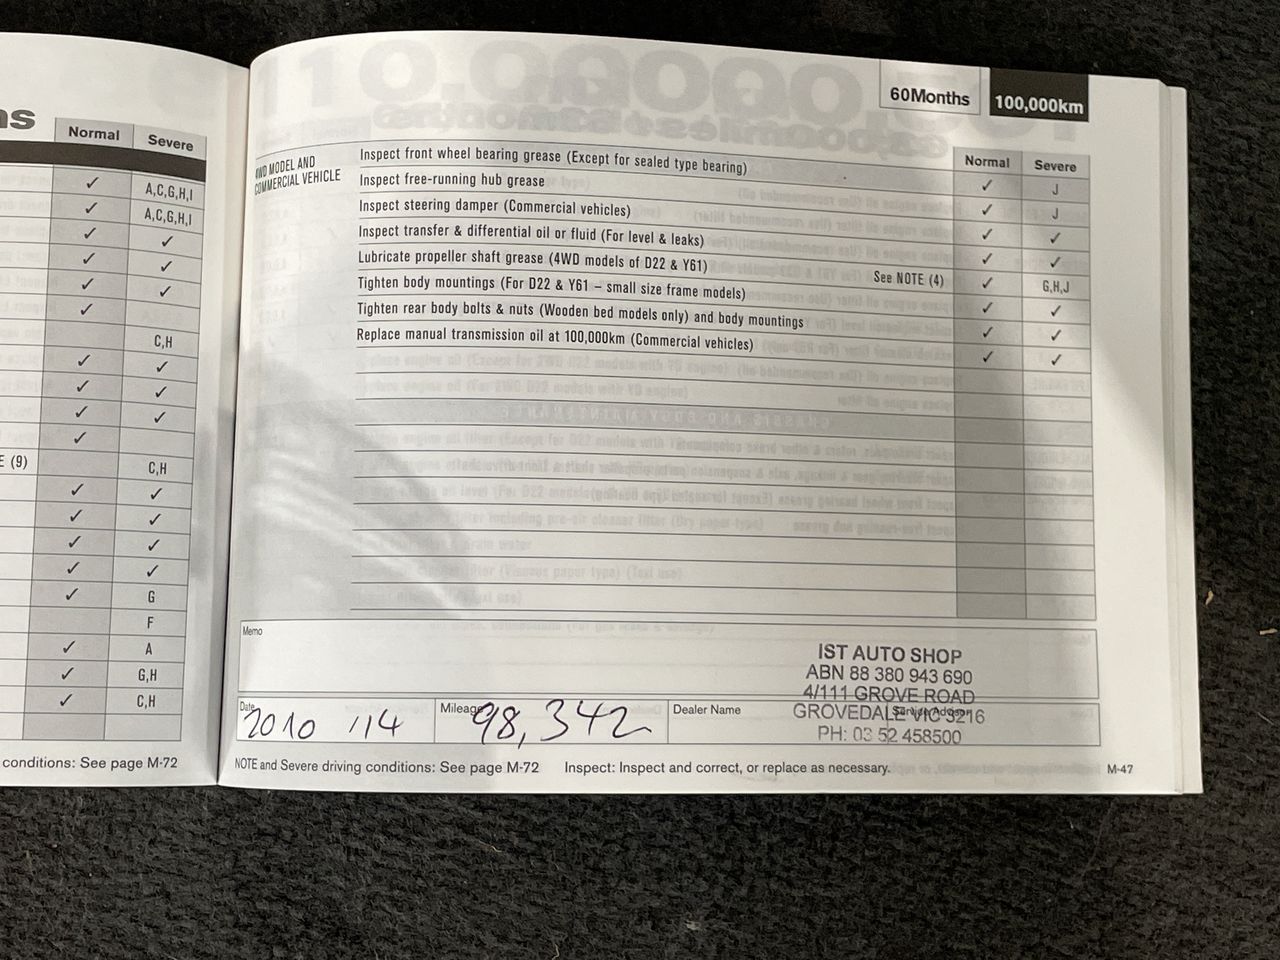 ns
Normal
Severe
✓ A,C,G,H,I
✓ A,C,G,H,I
✓ ✓
✓ ✓
✓ ✓
✓
C,H
✓ ✓
✓ ✓
✓ ✓
✓
E (9) C,H
✓ ✓
✓ ✓
✓ ✓
✓ ✓
✓ G
F
✓ A
✓ G,H
✓ C,H
conditions: See page M-72
60Months
100,000km
Normal
Severe
4WD MODEL AND
COMMERCIAL VEHICLE
Inspect front wheel bearing grease (Except for sealed type bearing) ✓ J
Inspect free-running hub grease ✓ J
Inspect steering damper (Commercial vehicles) ✓ ✓
Inspect transfer & differential oil or fluid (For level & leaks) ✓ ✓
Lubricate propeller shaft grease (4WD models of D22 & Y61) See NOTE (4) ✓ G,H,J
Tighten body mountings (For D22 & Y61 – small size frame models) ✓ ✓
Tighten rear body bolts & nuts (Wooden bed models only) and body mountings ✓ ✓
Replace manual transmission oil at 100,000km (Commercial vehicles) ✓ ✓
Memo
IST AUTO SHOP
ABN 88 380 943 690
4/111 GROVE ROAD
GROVEDALE VIC 3216
PH: 03 52 458500
Date
Mileage
98,342
Dealer Name
NOTE and Severe driving conditions: See page M-72
Inspect: Inspect and correct, or replace as necessary.
M-47